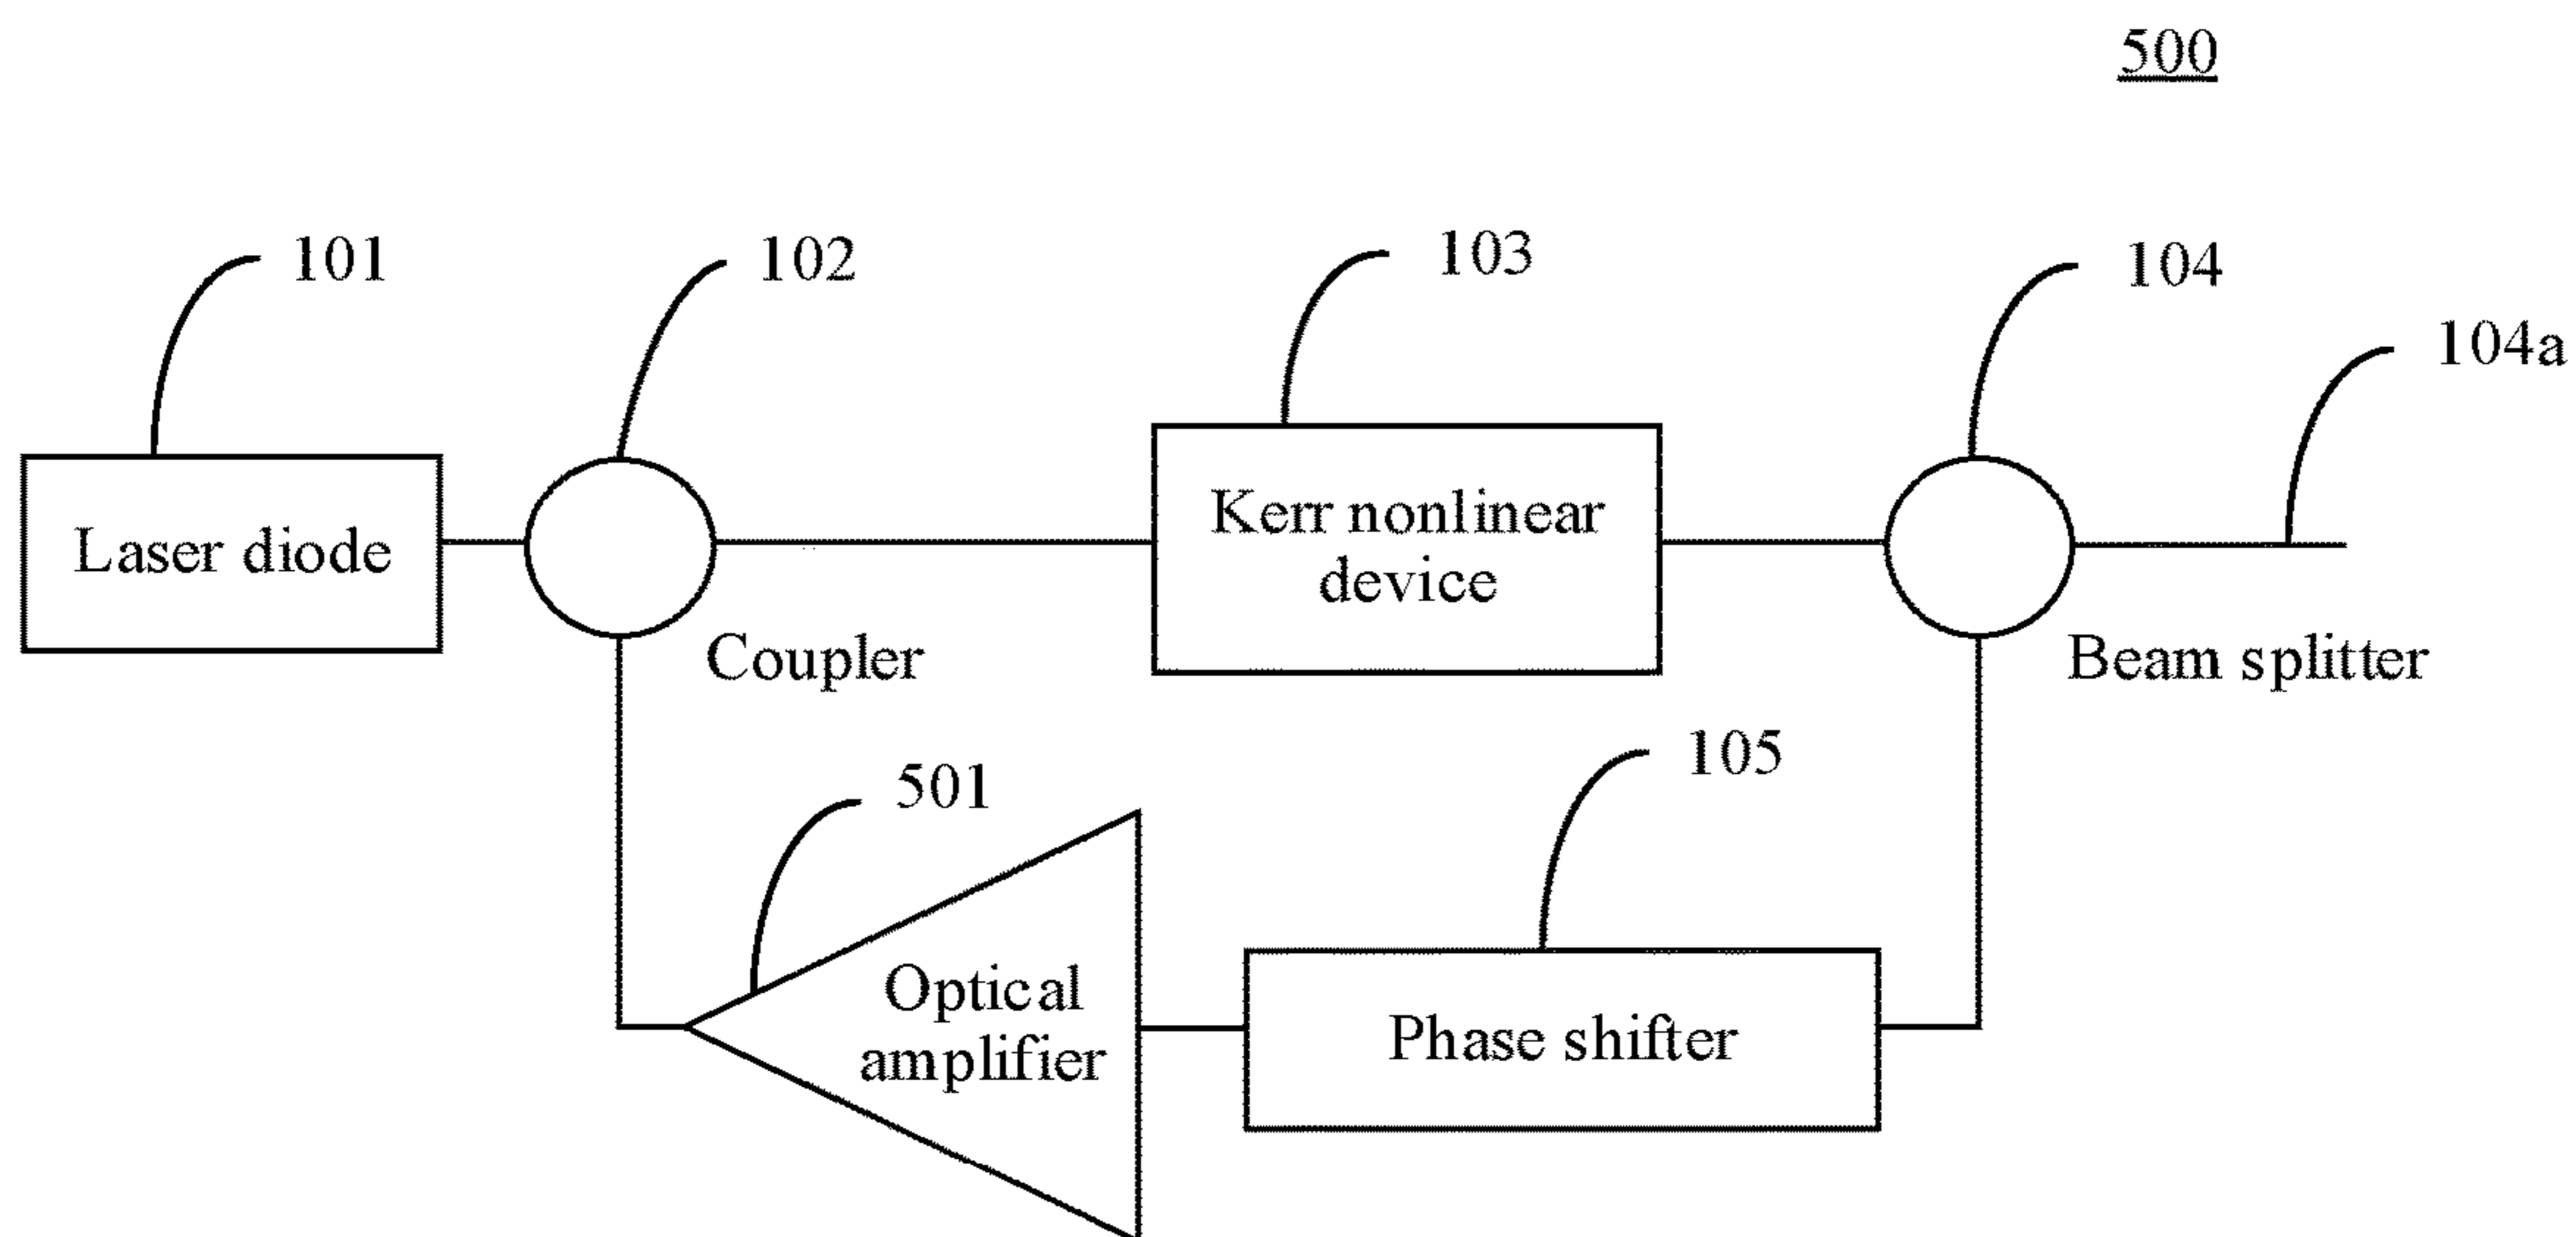 500
101
102
103
104
104a
Laser diode
Kerr nonlinear
device
Coupler
Beam splitter
501
105
Optical
amplifier
Phase shifter